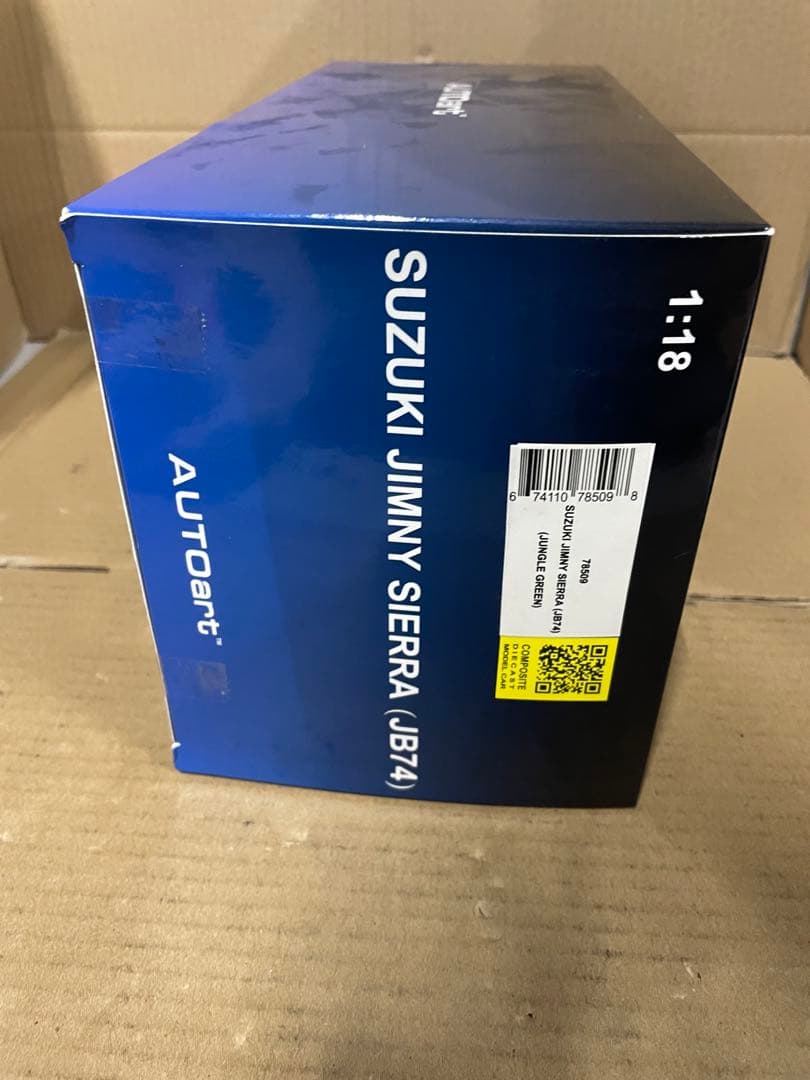 AUTOart
1:18
SUZUKI JIMNY SIERRA (JB74)
AUTOart™
6 74110 78509 8
78509
SUZUKI JIMNY SIERRA (JB74)
(JUNGLE GREEN)
COMPOSITE
DIECAST
MODEL CAR